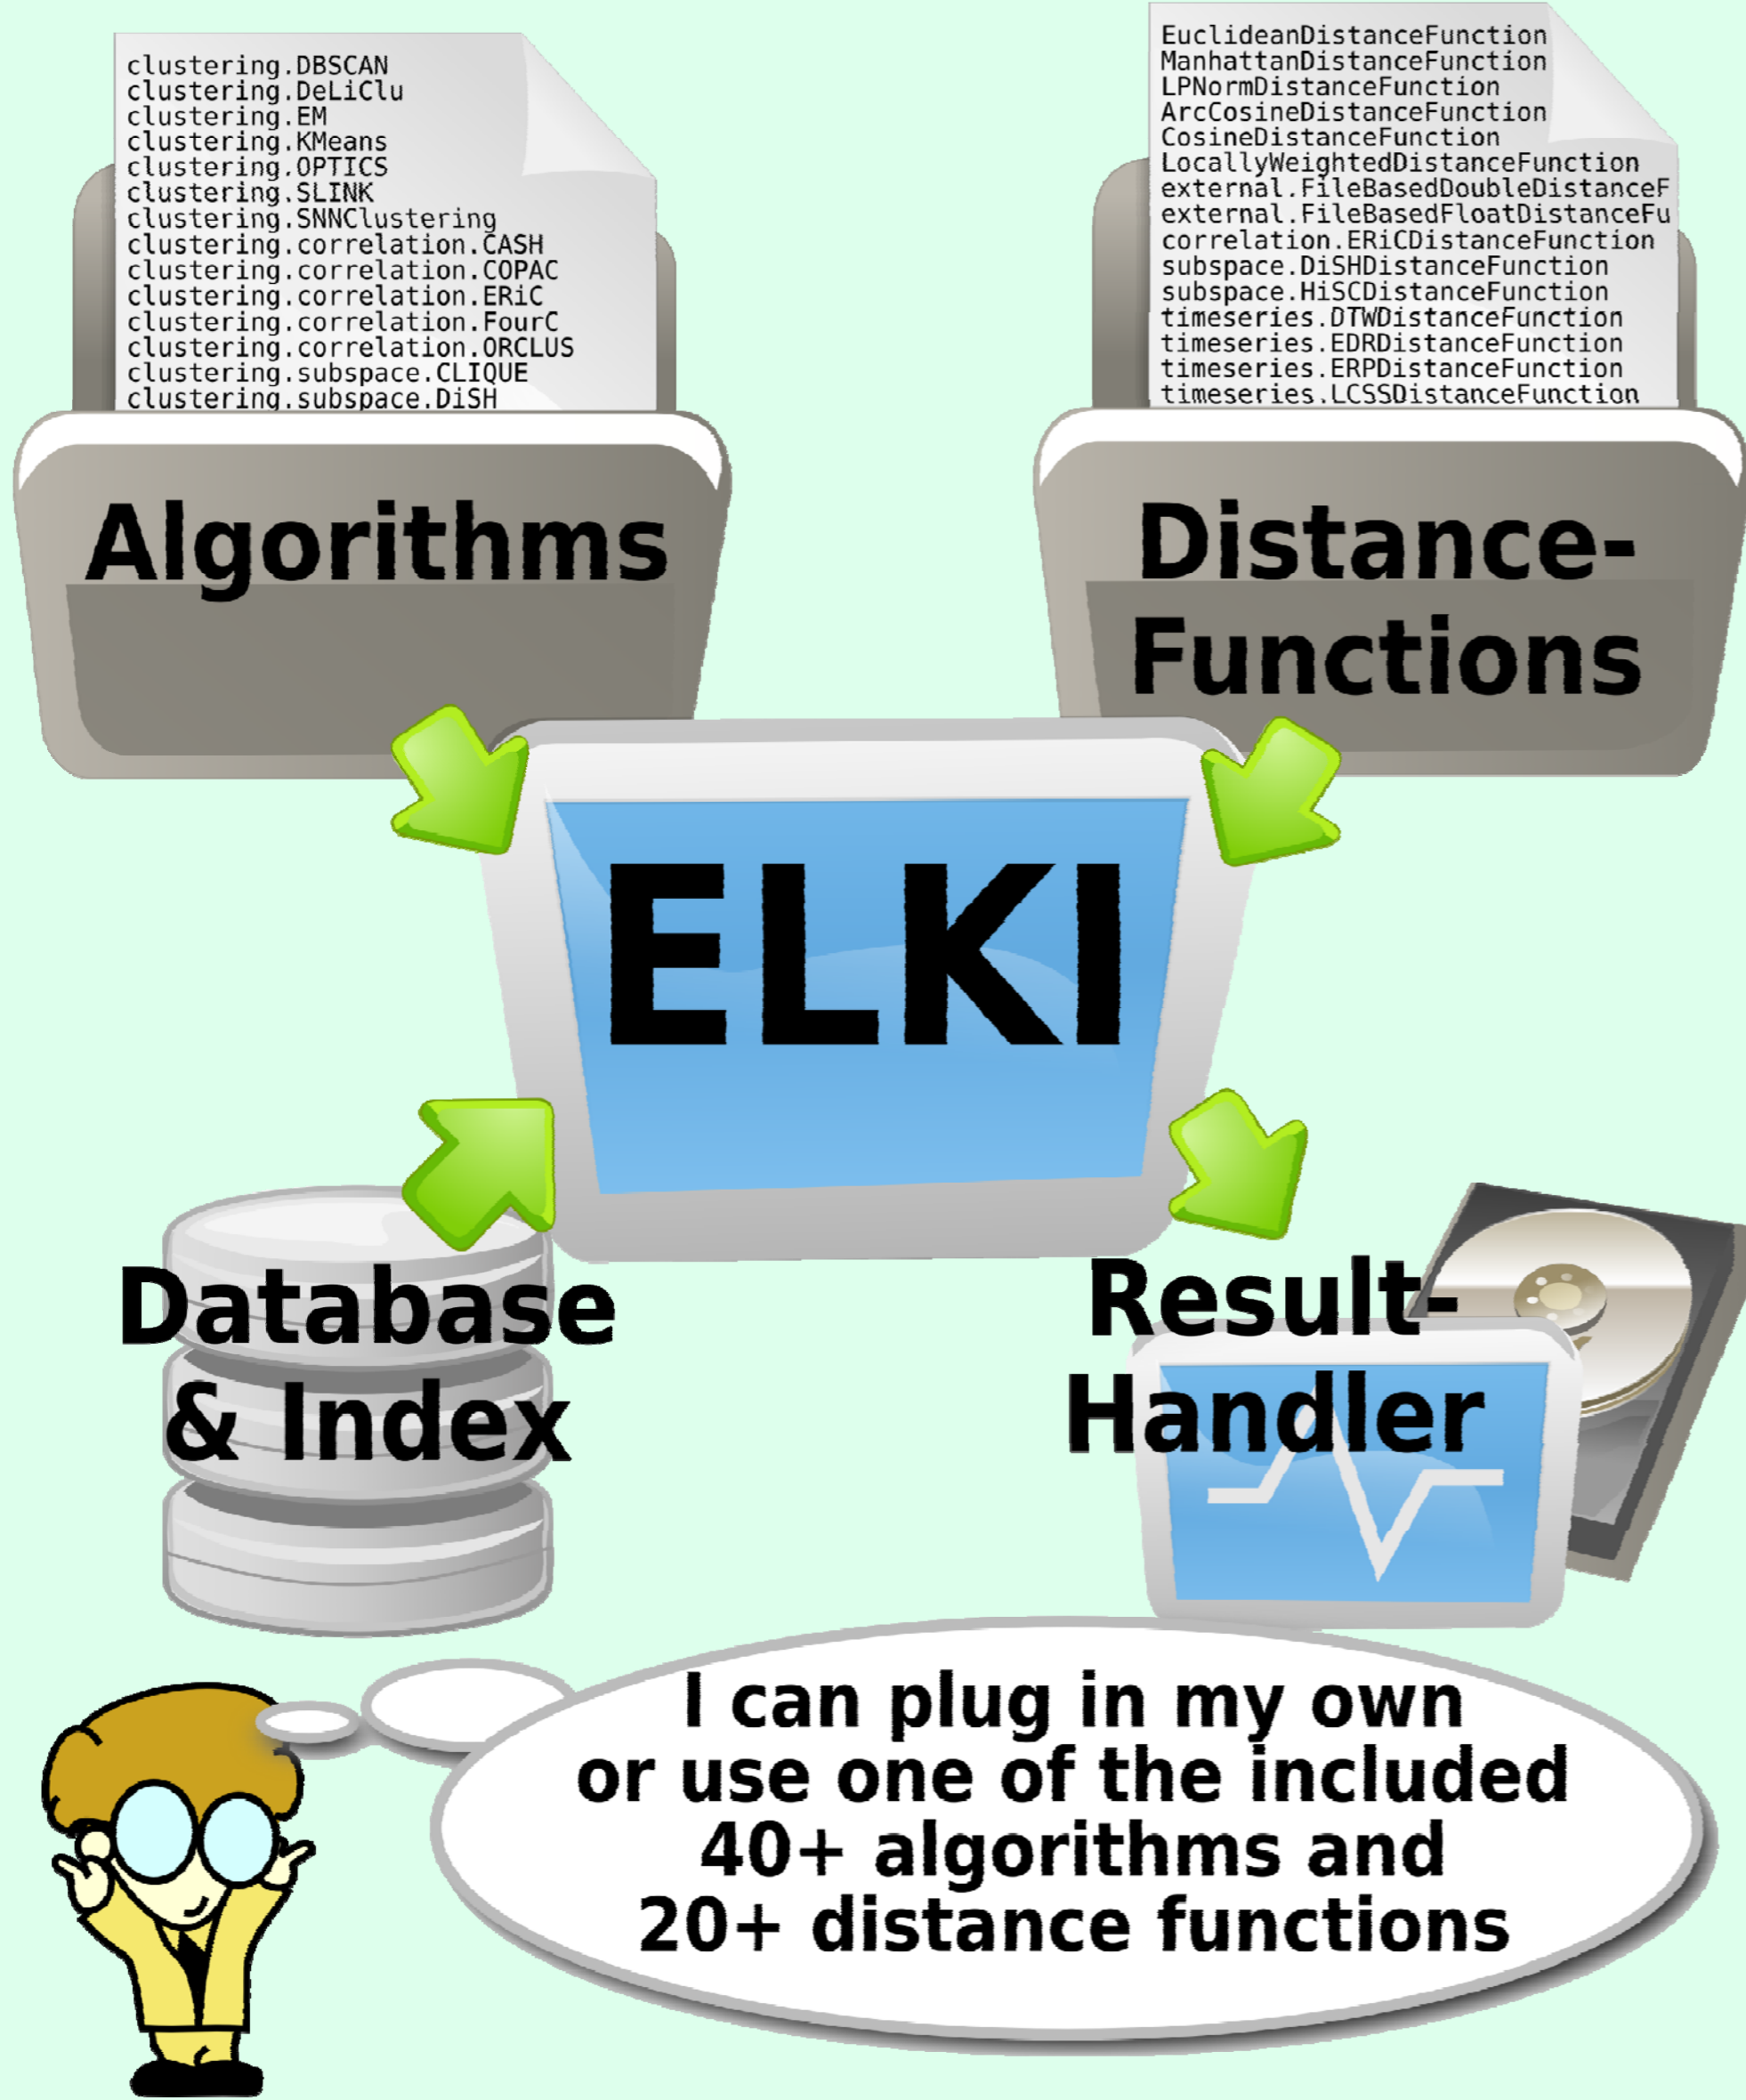 clustering.DBSCAN
clustering.DeLiClu
clustering.EM
clustering.KMeans
clustering.OPTICS
clustering.SLINK
clustering.SNNClustering
clustering.correlation.CASH
clustering.correlation.COPAC
clustering.correlation.ERiC
clustering.correlation.FourC
clustering.correlation.ORCLUS
clustering.subspace.CLIQUE
clustering.subspace.DiSH
Algorithms
EuclideanDistanceFunction
ManhattanDistanceFunction
LPNormDistanceFunction
ArcCosineDistanceFunction
CosineDistanceFunction
LocallyWeightedDistanceFunction
external.FileBasedDoubleDistanceF
external.FileBasedFloatDistanceFu
correlation.ERiCDistanceFunction
subspace.DiSHDistanceFunction
subspace.HiSCDistanceFunction
timeseries.DTWDistanceFunction
timeseries.EDRDistanceFunction
timeseries.ERPDistanceFunction
timeseries.LCSSDistanceFunction
Distance-
Functions
ELKI
Database
& Index
Result-
Handler
I can plug in my own
or use one of the included
40+ algorithms and
20+ distance functions